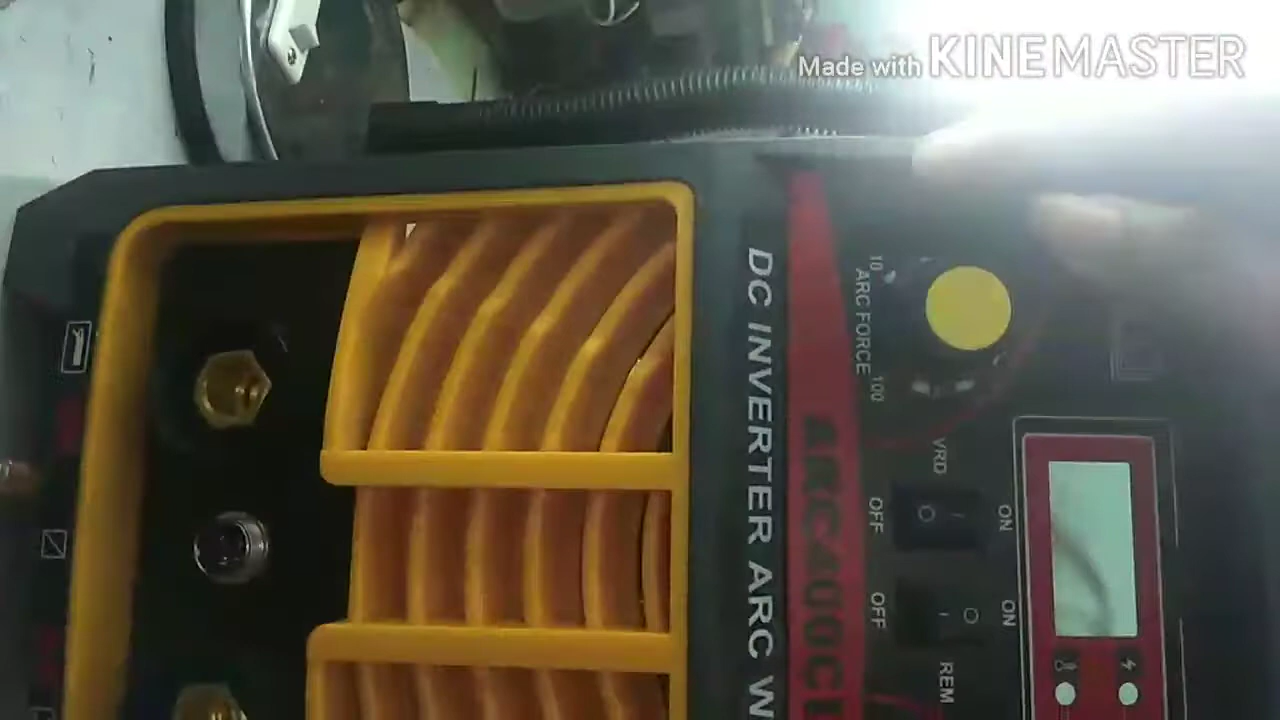 Made with KINEMASTER
10
ARC FORCE
100
VRD
OFF
ON
OFF
ON
REM
DC INVERTER ARC W